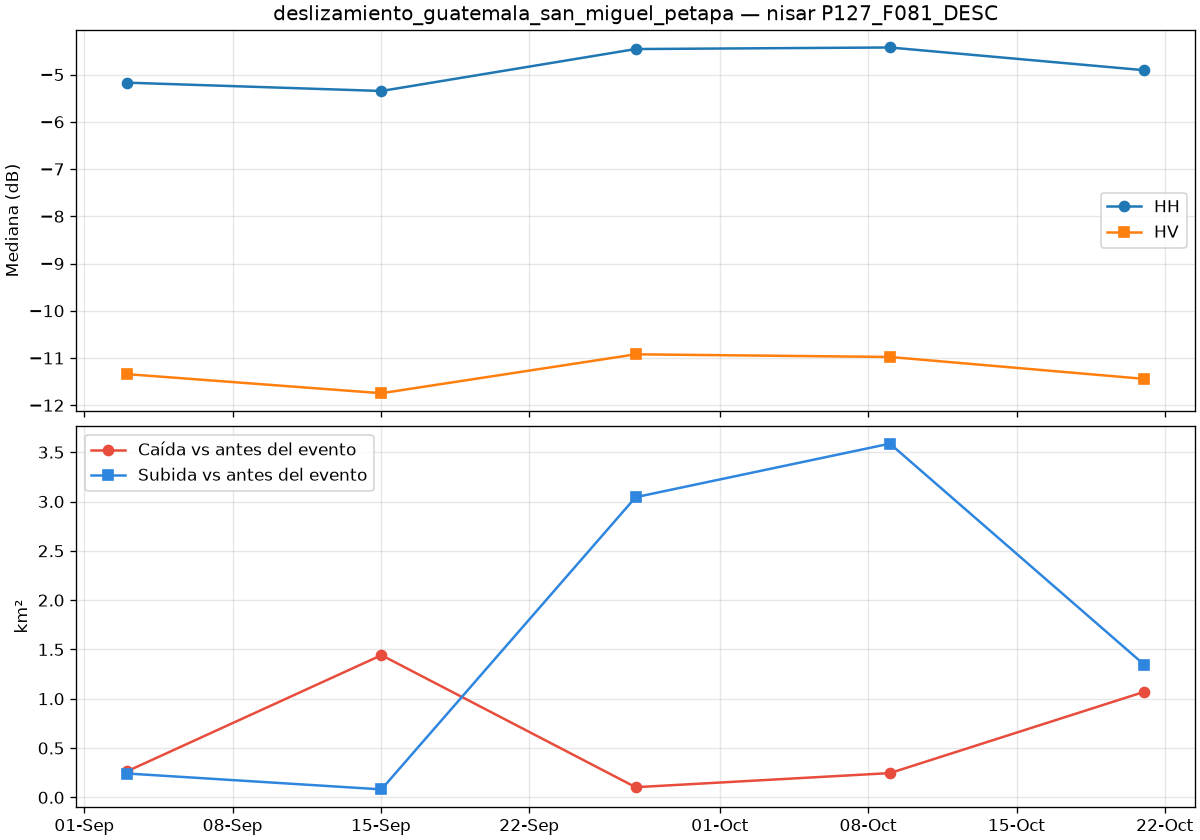 deslizamiento_guatemala_san_miguel_petapa — nisar P127_F081_DESC
Mediana (dB)
−5
−6
−7
−8
−9
−10
−11
−12
HH
HV
km²
3.5
3.0
2.5
2.0
1.5
1.0
0.5
0.0
Caída vs antes del evento
Subida vs antes del evento
01-Sep 08-Sep 15-Sep 22-Sep 01-Oct 08-Oct 15-Oct 22-Oct